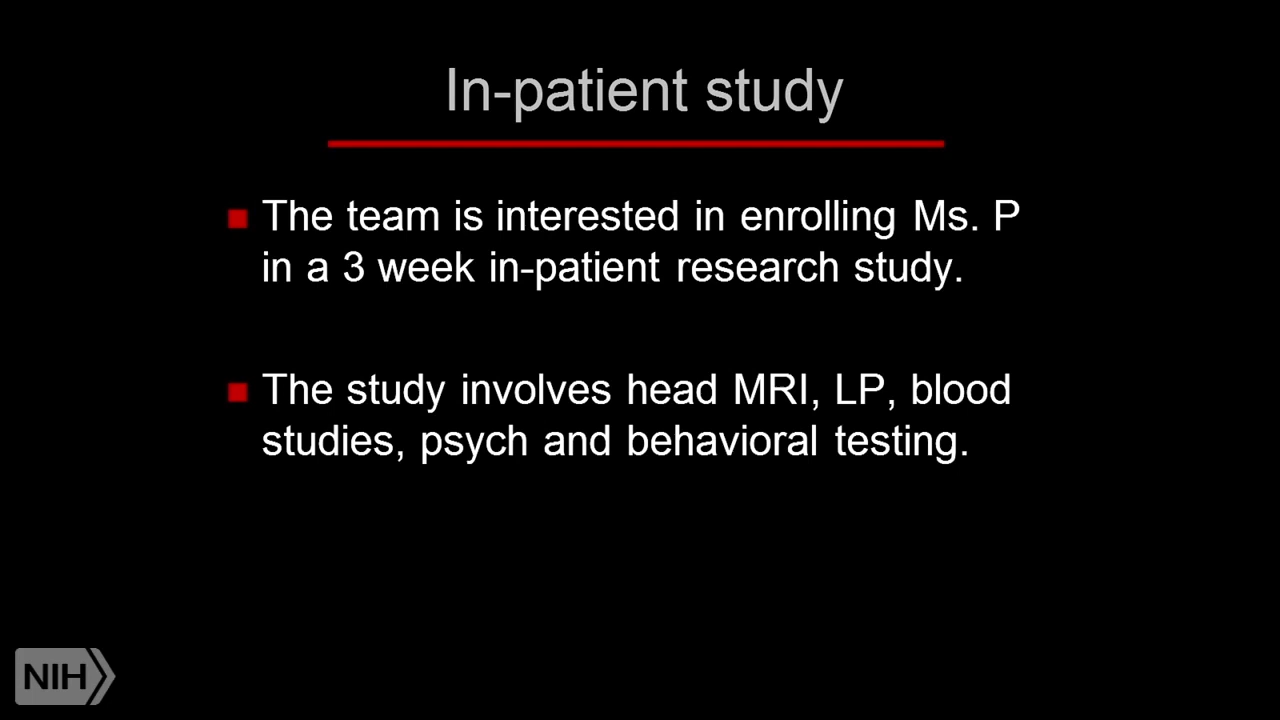 In-patient study
The team is interested in enrolling Ms. P
in a 3 week in-patient research study.
The study involves head MRI, LP, blood
studies, psych and behavioral testing.
NIH